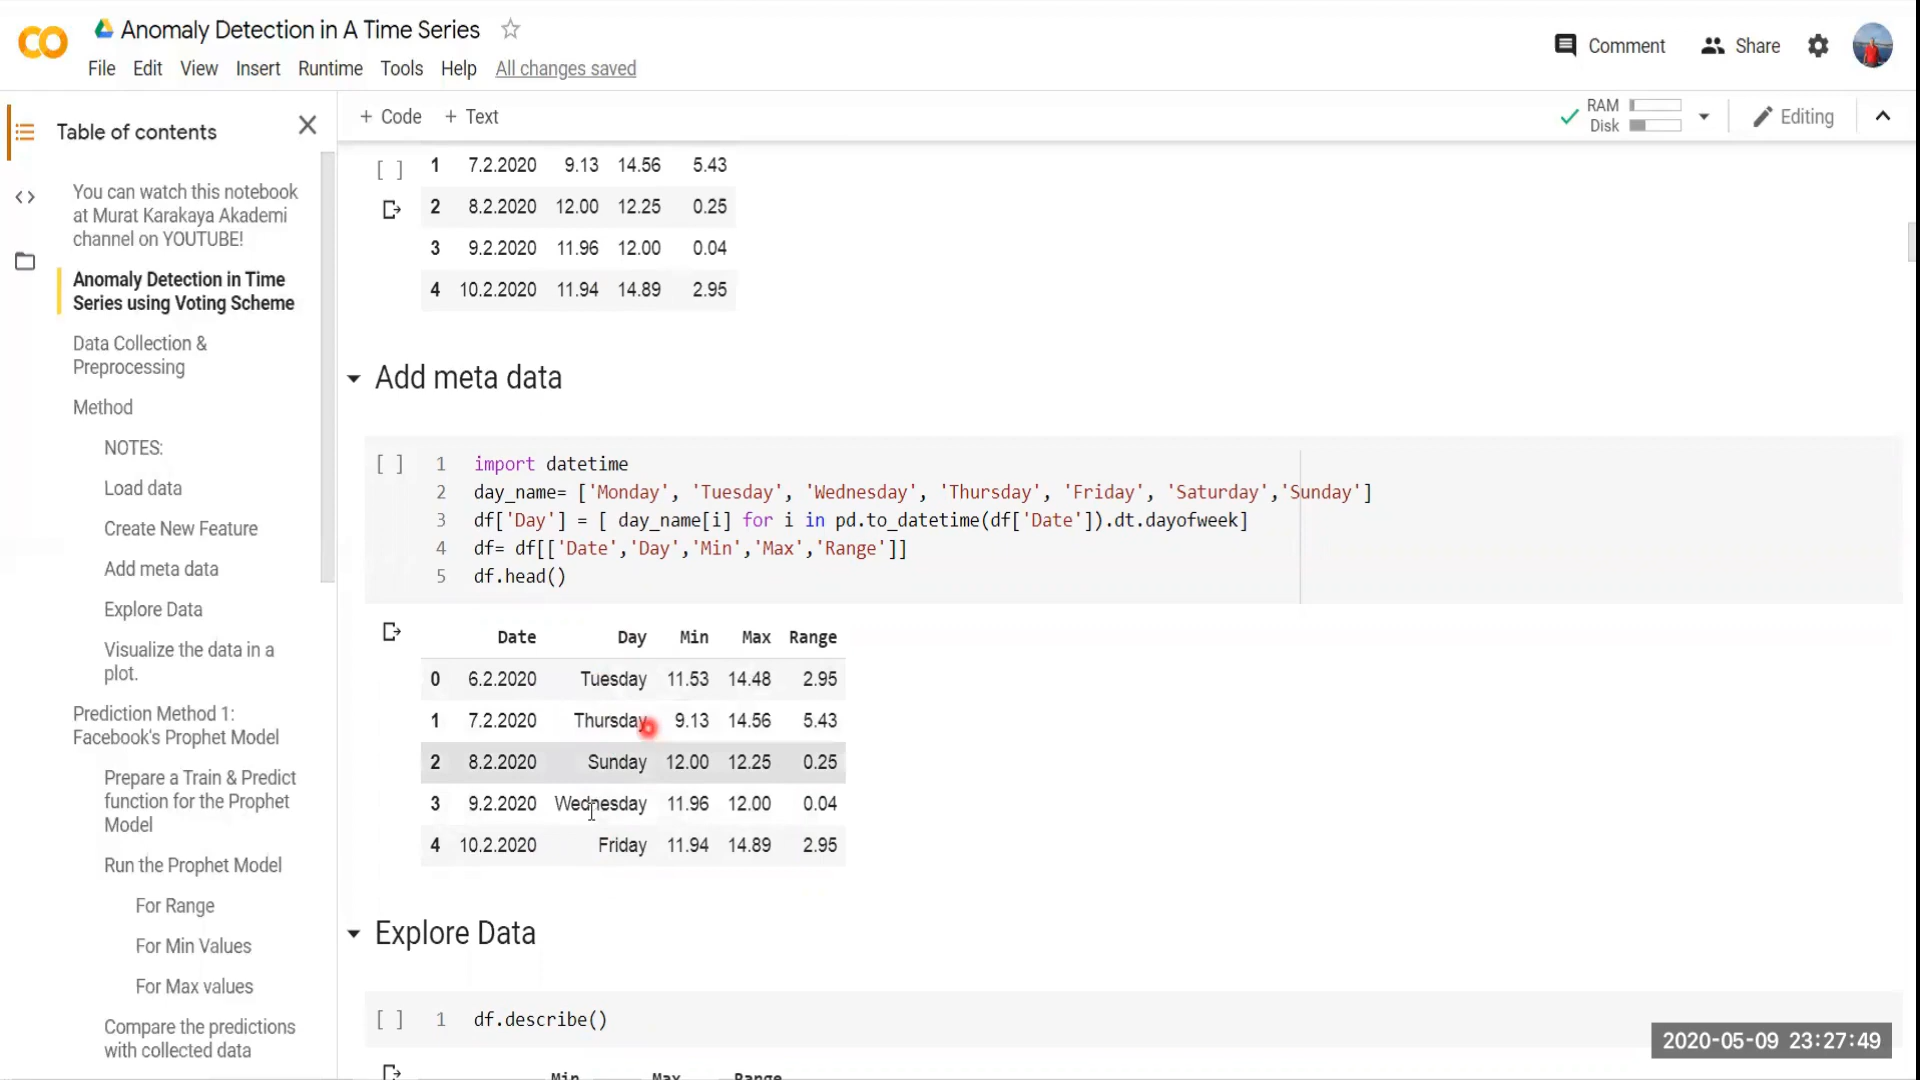 Anomaly Detection in A Time Series
File Edit View Insert Runtime Tools Help All changes saved
Comment Share
+ Code + Text
RAM
Disk
Editing
Table of contents
You can watch this notebook
at Murat Karakaya Akademi
channel on YOUTUBE!
Anomaly Detection in Time
Series using Voting Scheme
Data Collection &
Preprocessing
Method
NOTES:
Load data
Create New Feature
Add meta data
Explore Data
Visualize the data in a
plot.
Prediction Method 1:
Facebook's Prophet Model
Prepare a Train & Predict
function for the Prophet
Model
Run the Prophet Model
For Range
For Min Values
For Max values
Compare the predictions
with collected data
[ ] 1 7.2.2020 9.13 14.56 5.43
2 8.2.2020 12.00 12.25 0.25
3 9.2.2020 11.96 12.00 0.04
4 10.2.2020 11.94 14.89 2.95
Add meta data
[ ] 1 import datetime
2 day_name= ['Monday', 'Tuesday', 'Wednesday', 'Thursday', 'Friday', 'Saturday','Sunday']
3 df['Day'] = [ day_name[i] for i in pd.to_datetime(df['Date']).dt.dayofweek]
4 df= df[['Date','Day','Min','Max','Range']]
5 df.head()
Date Day Min Max Range
0 6.2.2020 Tuesday 11.53 14.48 2.95
1 7.2.2020 Thursday 9.13 14.56 5.43
2 8.2.2020 Sunday 12.00 12.25 0.25
3 9.2.2020 Wednesday 11.96 12.00 0.04
4 10.2.2020 Friday 11.94 14.89 2.95
Explore Data
[ ] 1 df.describe()
Min Max Range
2020-05-09 23:27:49